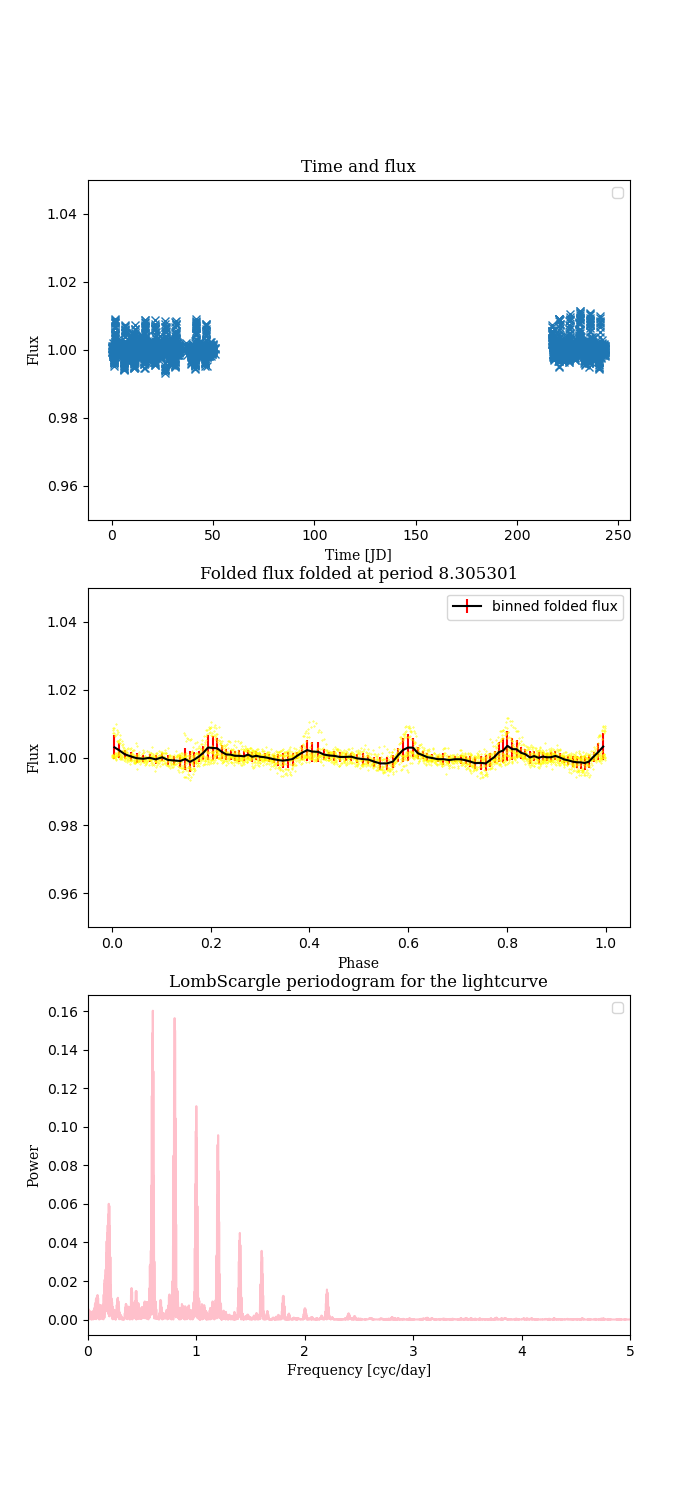 Time and flux
1.04
1.02
1.00
0.98
0.96
Flux
0 50 100 150 200 250
Time [JD]
Folded flux folded at period 8.305301
binned folded flux
1.04
1.02
1.00
0.98
0.96
Flux
0.0 0.2 0.4 0.6 0.8 1.0
Phase
LombScargle periodogram for the lightcurve
0.16
0.14
0.12
0.10
0.08
0.06
0.04
0.02
0.00
Power
0 1 2 3 4 5
Frequency [cyc/day]